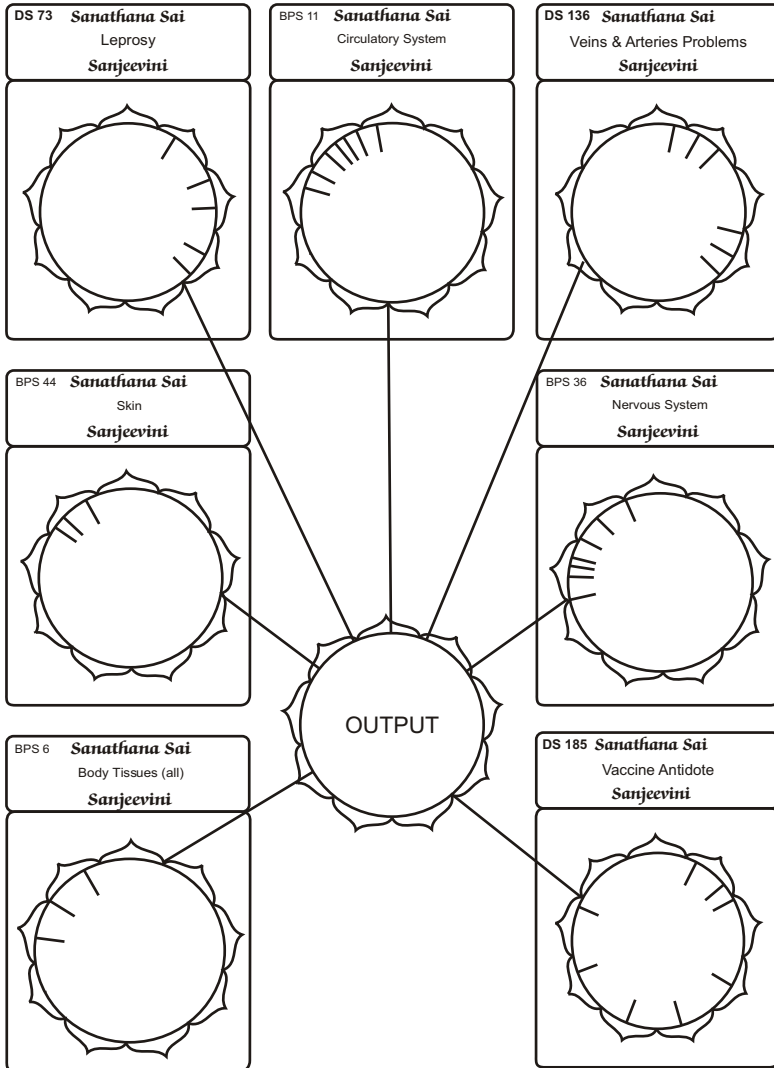 DS 73 Sanathana Sai
Leprosy
Sanjeevini
BPS 11 Sanathana Sai
Circulatory System
Sanjeevini
DS 136 Sanathana Sai
Veins & Arteries Problems
Sanjeevini
BPS 44 Sanathana Sai
Skin
Sanjeevini
BPS 36 Sanathana Sai
Nervous System
Sanjeevini
OUTPUT
BPS 6 Sanathana Sai
Body Tissues (all)
Sanjeevini
DS 185 Sanathana Sai
Vaccine Antidote
Sanjeevini